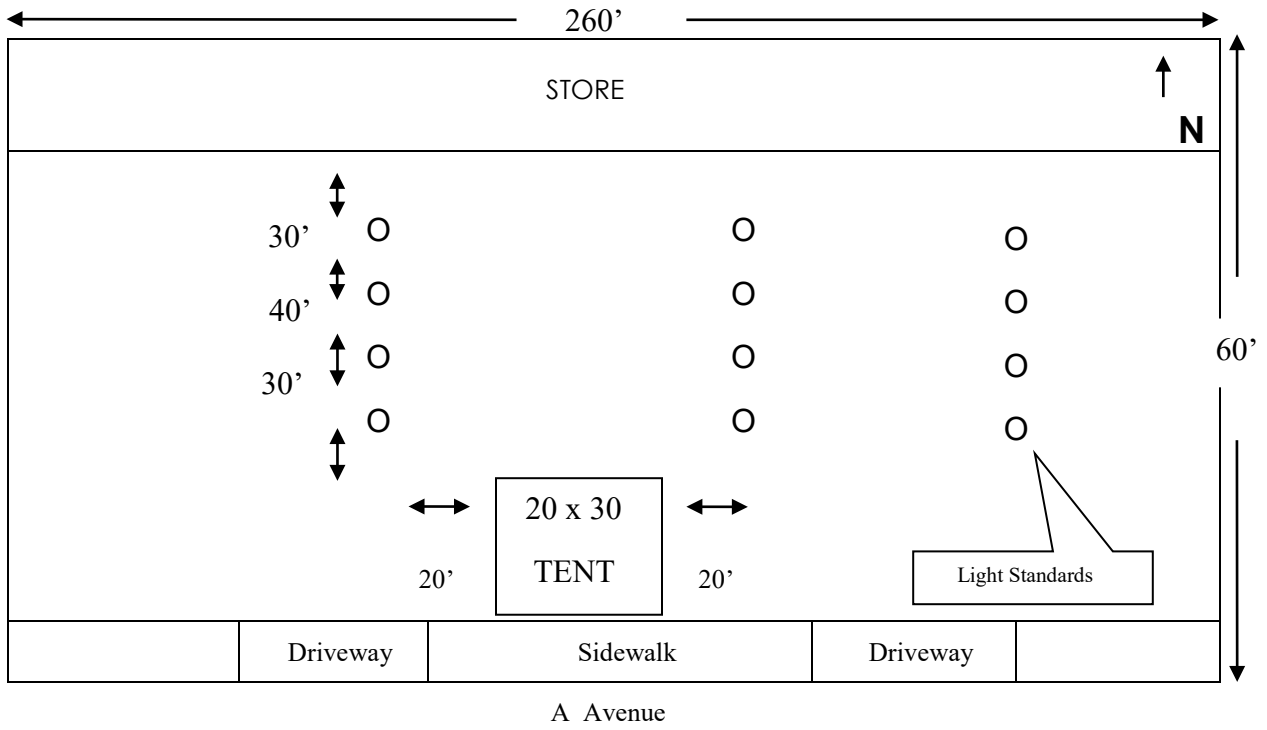 260’
STORE
N
30’
O
O
O
40’
O
O
O
60’
30’
O
O
O
O
O
O
20 x 30
TENT
20’
20’
Light Standards
Driveway
Sidewalk
Driveway
A Avenue